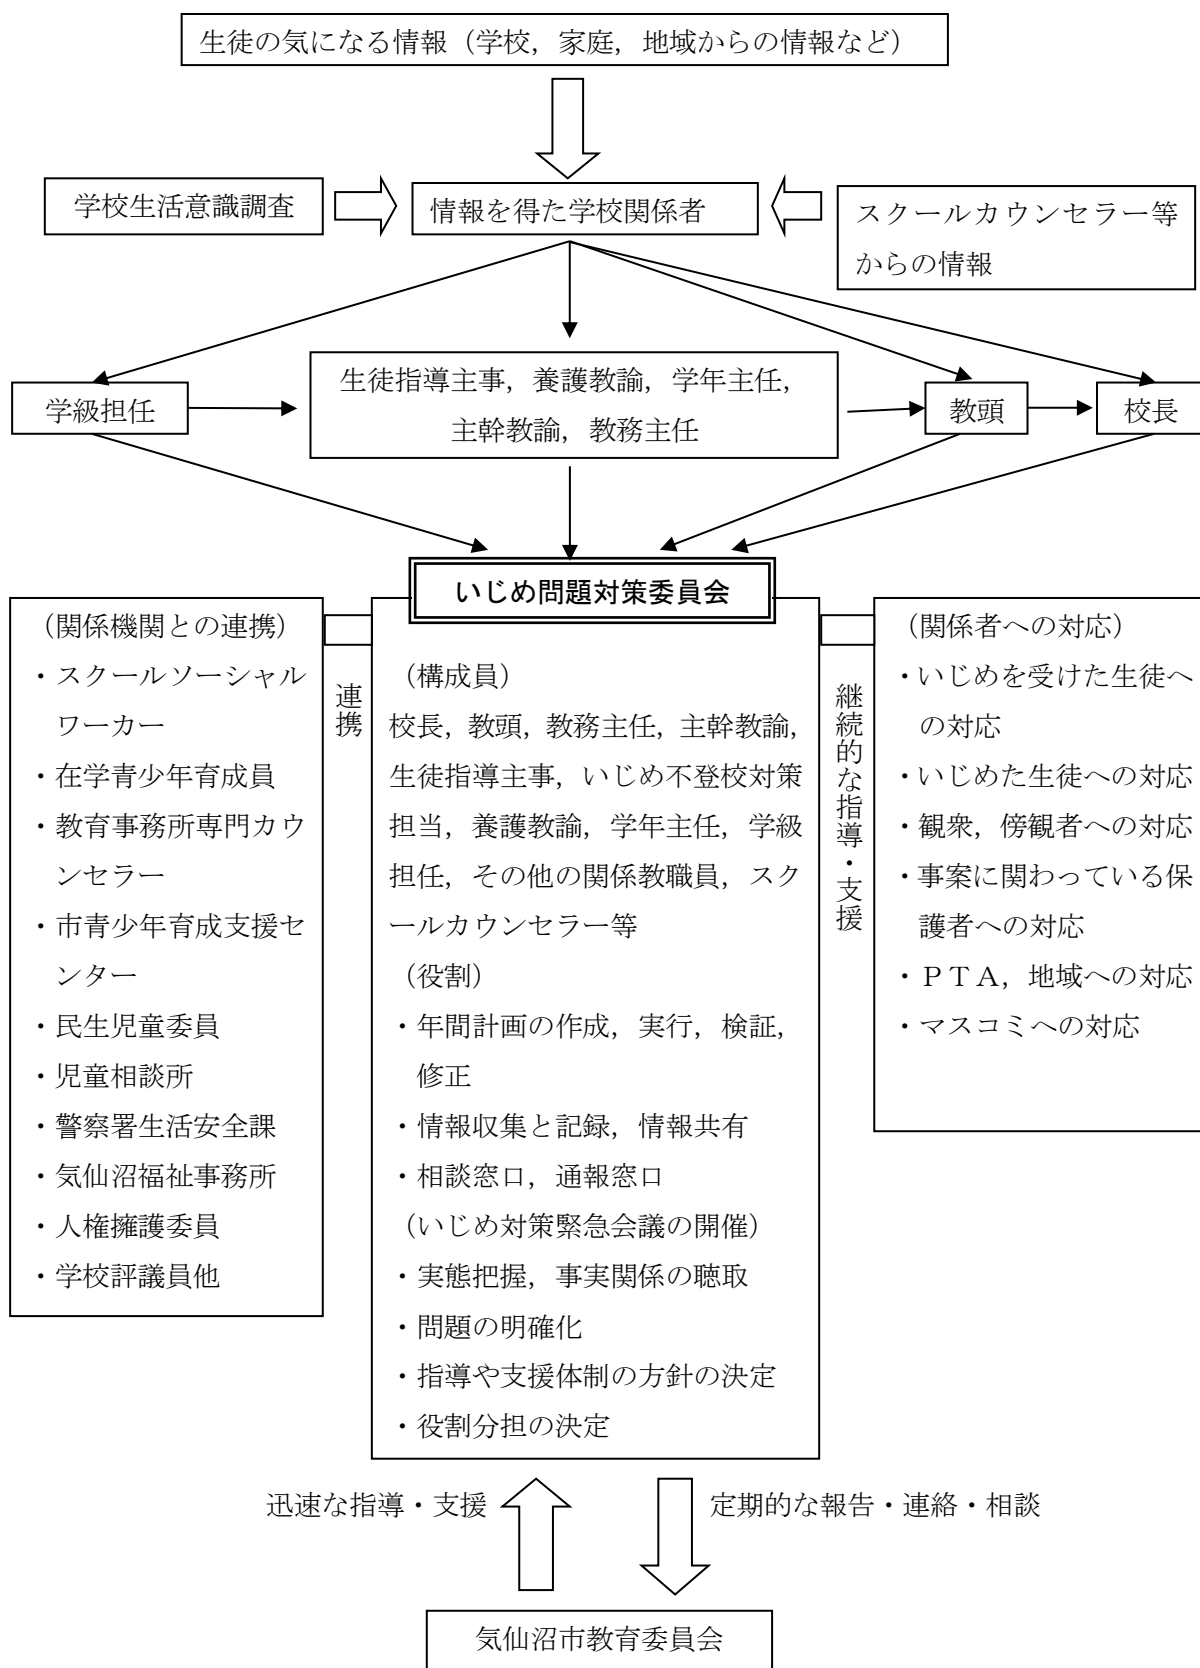 生徒の気になる情報（学校，家庭，地域からの情報など）
学校生活意識調査
情報を得た学校関係者
スクールカウンセラー等
からの情報
学級担任
生徒指導主事，養護教諭，学年主任，
主幹教諭，教務主任
教頭
校長
いじめ問題対策委員会
（関係機関との連携）
・スクールソーシャル
ワーカー
・在学青少年育成員
・教育事務所専門カウ
ンセラー
・市青少年育成支援セ
ンター
・民生児童委員
・児童相談所
・警察署生活安全課
・気仙沼福祉事務所
・人権擁護委員
・学校評議員他
連携
（構成員）
校長，教頭，教務主任，主幹教諭，
生徒指導主事，いじめ不登校対策
担当，養護教諭，学年主任，学級
担任，その他の関係教職員，スク
ールカウンセラー等
（役割）
・年間計画の作成，実行，検証，
修正
・情報収集と記録，情報共有
・相談窓口，通報窓口
（いじめ対策緊急会議の開催）
・実態把握，事実関係の聴取
・問題の明確化
・指導や支援体制の方針の決定
・役割分担の決定
継続的な指導・支援
（関係者への対応）
・いじめを受けた生徒へ
の対応
・いじめた生徒への対応
・観衆，傍観者への対応
・事案に関わっている保
護者への対応
・ＰＴＡ，地域への対応
・マスコミへの対応
迅速な指導・支援
定期的な報告・連絡・相談
気仙沼市教育委員会